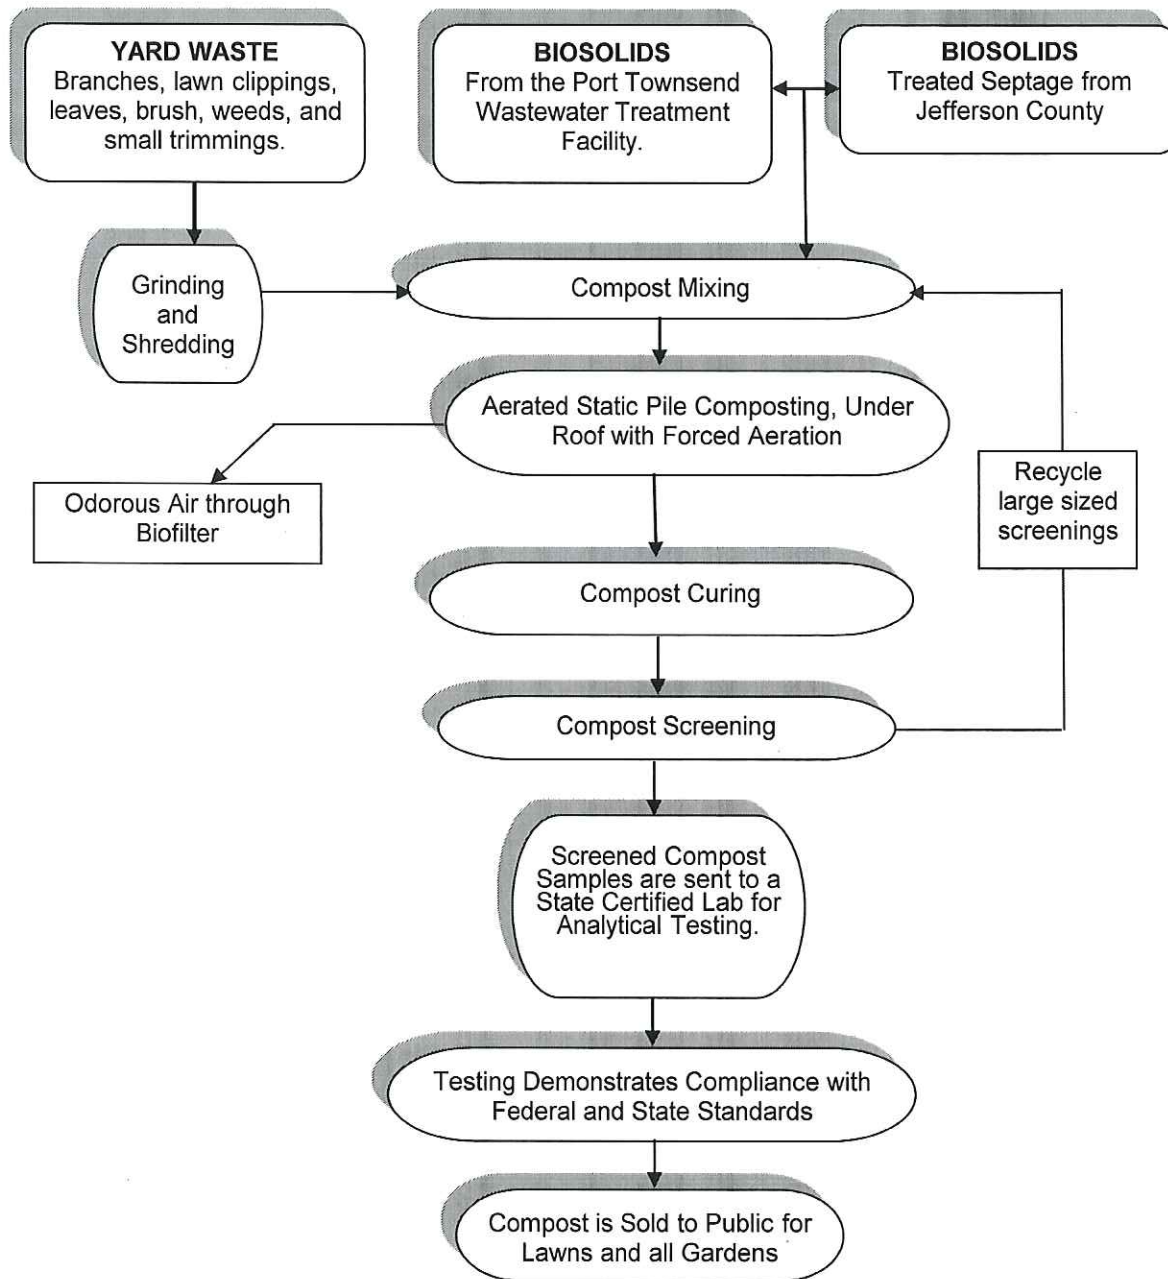 YARD WASTE
Branches, lawn clippings,
leaves, brush, weeds, and
small trimmings.
BIOSOLIDS
From the Port Townsend
Wastewater Treatment
Facility.
BIOSOLIDS
Treated Septage from
Jefferson County
Grinding
and
Shredding
Compost Mixing
Aerated Static Pile Composting, Under
Roof with Forced Aeration
Odorous Air through
Biofilter
Recycle
large sized
screenings
Compost Curing
Compost Screening
Screened Compost
Samples are sent to a
State Certified Lab for
Analytical Testing.
Testing Demonstrates Compliance with
Federal and State Standards
Compost is Sold to Public for
Lawns and all Gardens